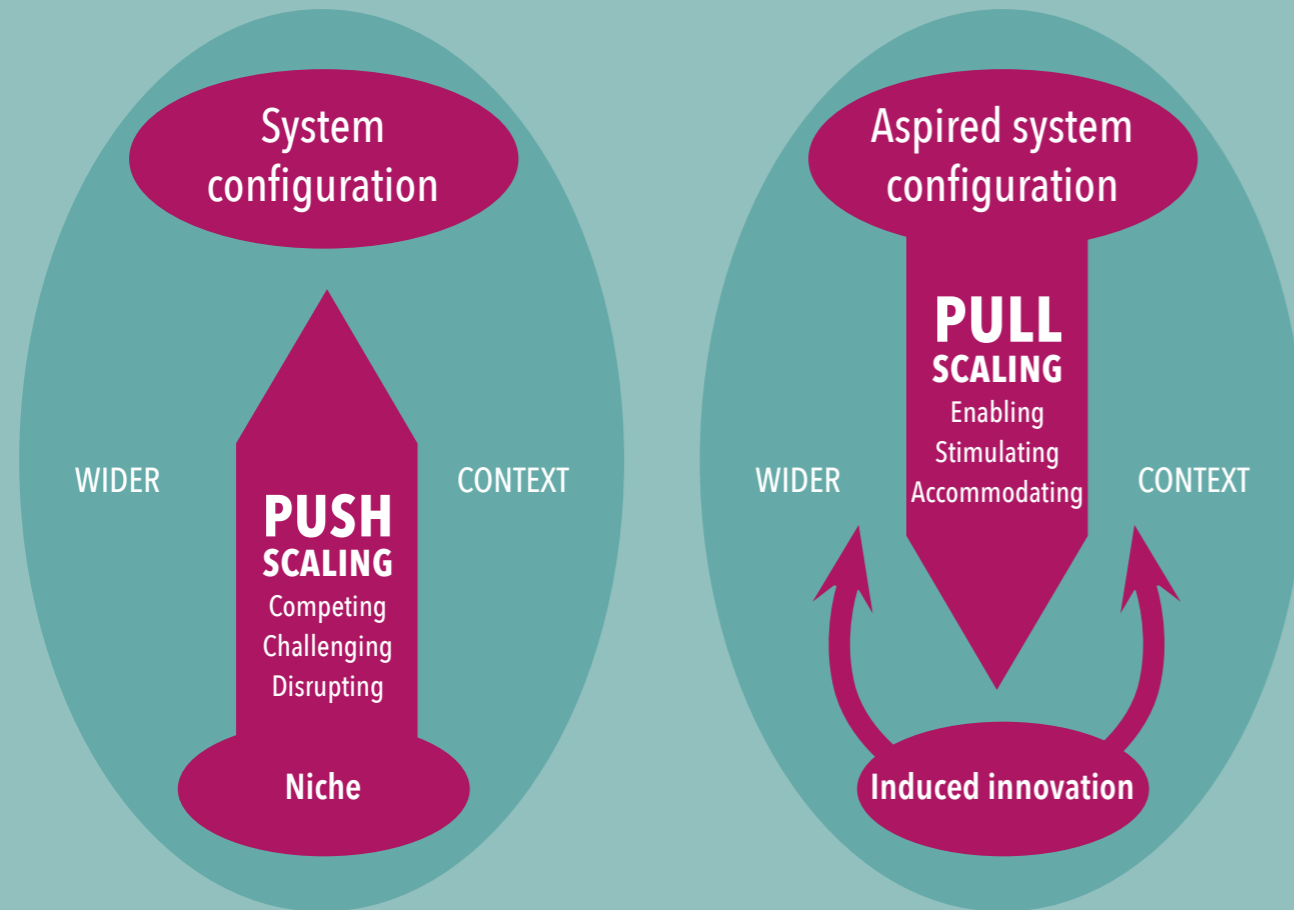 System
configuration
WIDER
CONTEXT
PUSH
SCALING
Competing
Challenging
Disrupting
Niche
Aspired system
configuration
PULL
SCALING
Enabling
Stimulating
Accommodating
WIDER
CONTEXT
Induced innovation